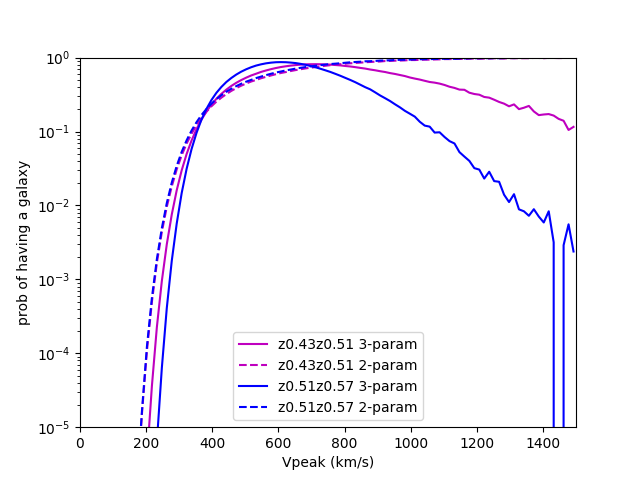 10^0
10^-1
10^-2
10^-3
10^-4
10^-5
prob of having a galaxy
z0.43z0.51 3-param
z0.43z0.51 2-param
z0.51z0.57 3-param
z0.51z0.57 2-param
0 200 400 600 800 1000 1200 1400
Vpeak (km/s)